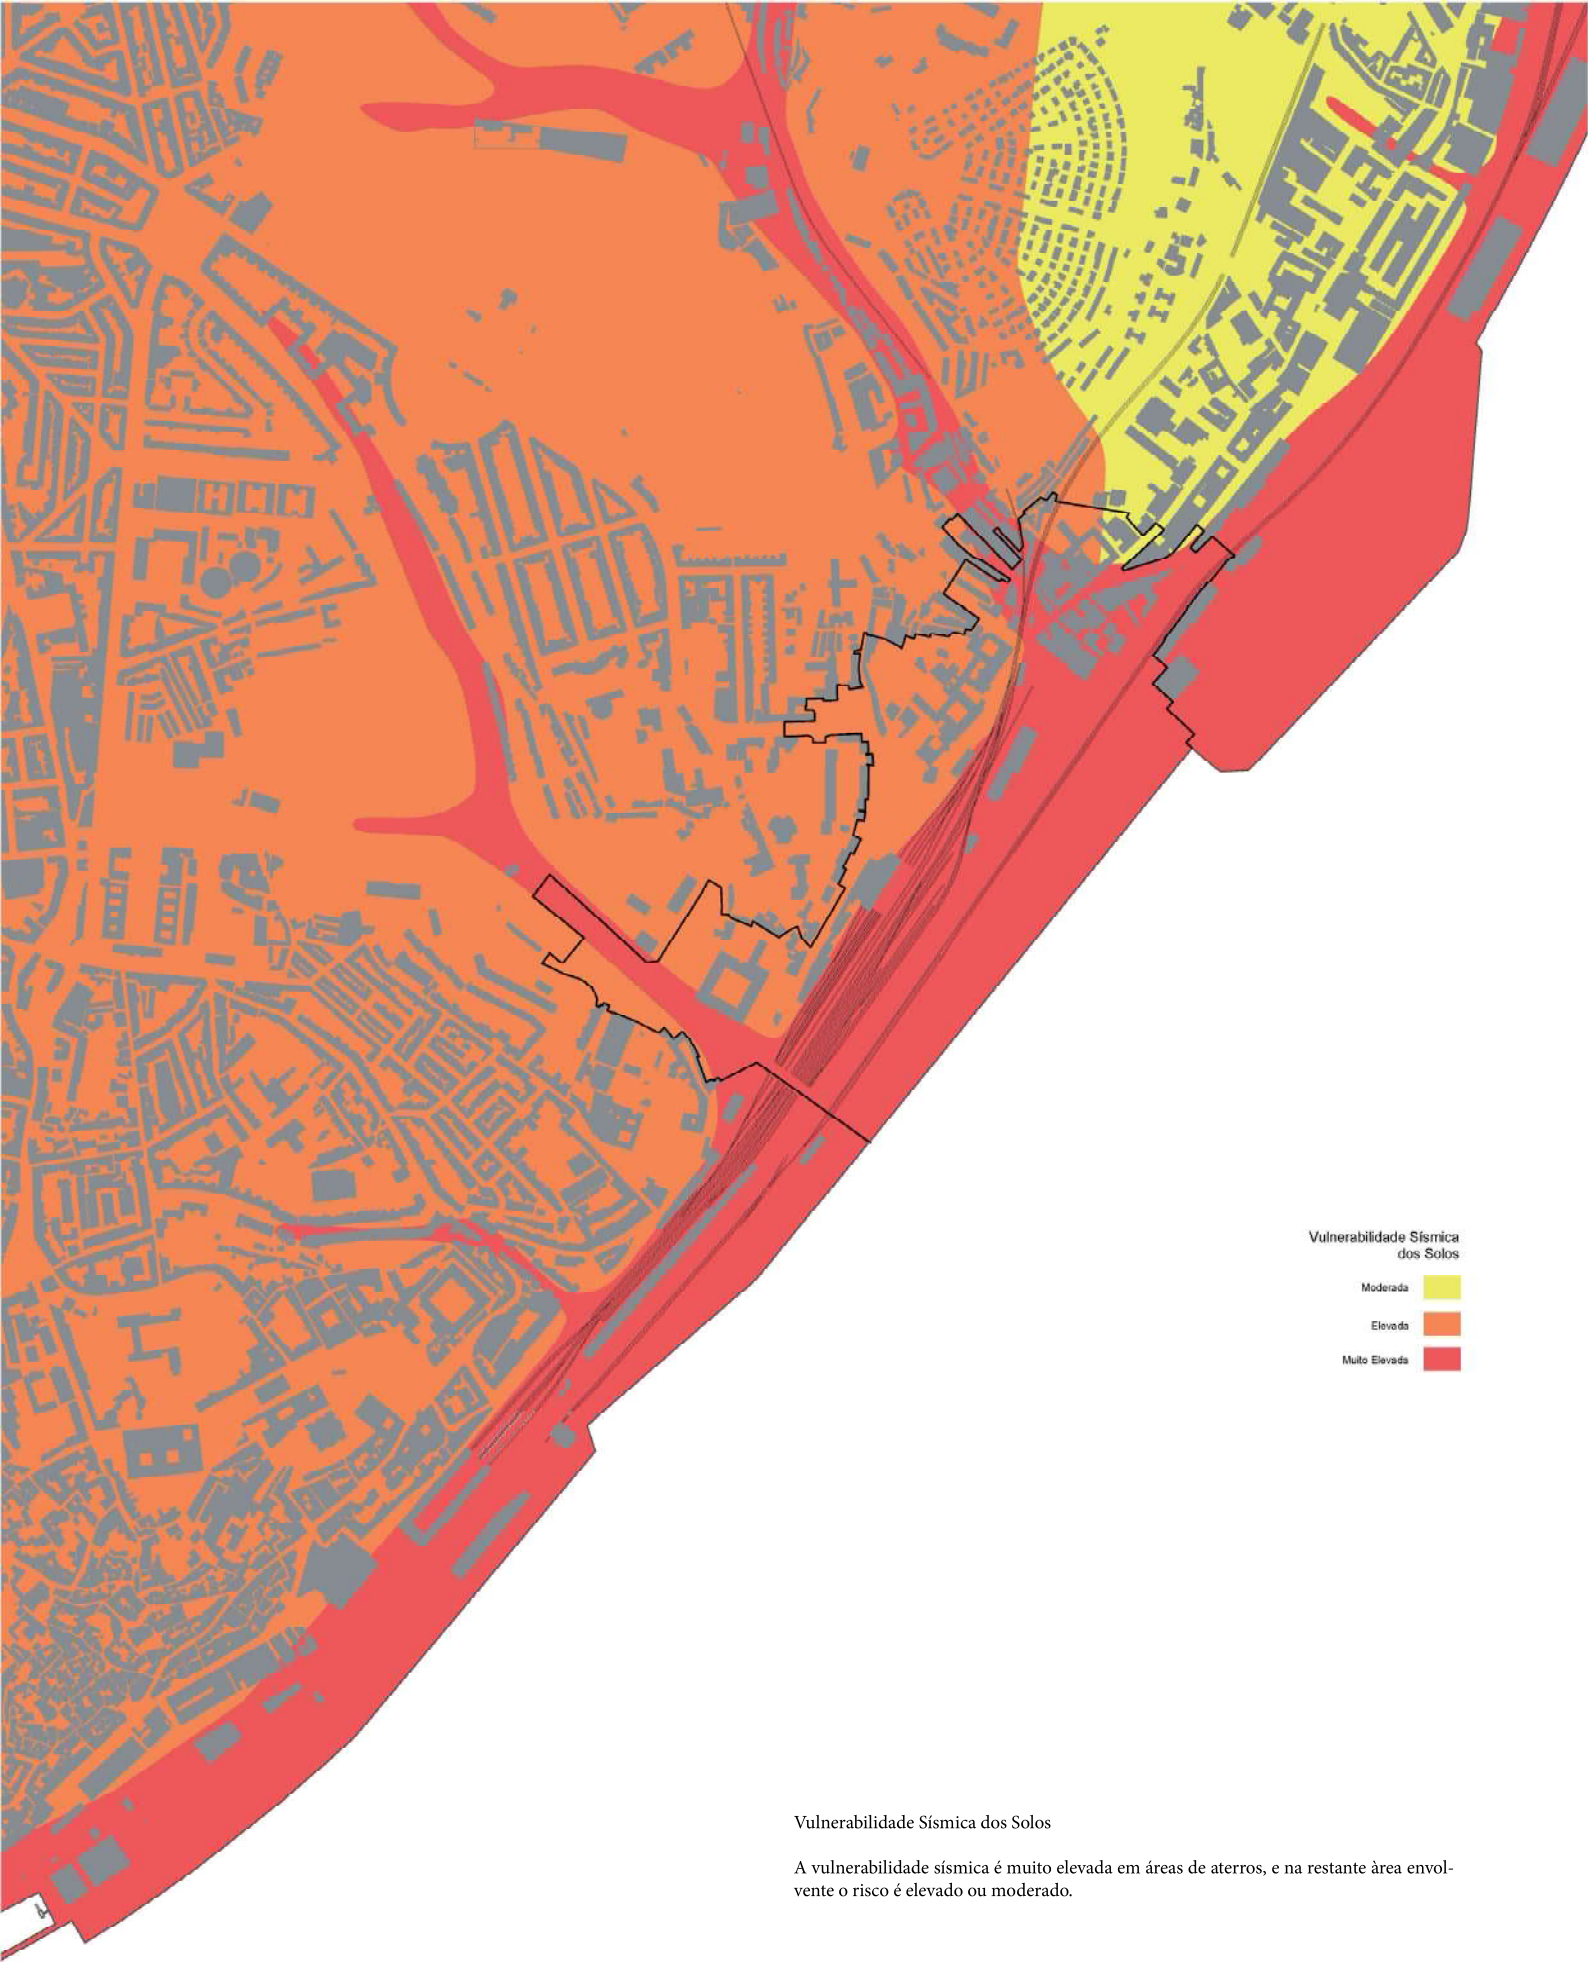 Vulnerabilidade Sísmica
dos Solos
Moderada
Elevada
Muito Elevada
Vulnerabilidade Sísmica dos Solos
A vulnerabilidade sísmica é muito elevada em áreas de aterros, e na restante àrea envol-
vente o risco é elevado ou moderado.